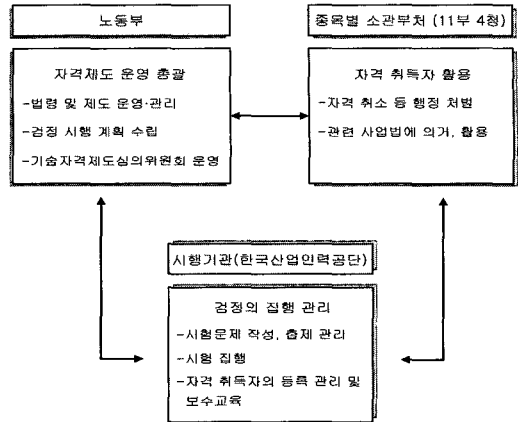 노동부
종목별 소관부처 (11부 4청)
자격제도 운영 총괄
-법령 및 제도 운영·관리
-검정 시행 계획 수립
-기술자격제도심의위원회 운영
자격 취득자 활용
-자격 취소 등 행정 처벌
-관련 사업법에 의거, 활용
시행기관(한국산업인력공단)
검정의 집행 관리
-시험문제 작성, 출제 관리
-시험 집행
-자격 취득자의 등록 관리 및
보수교육